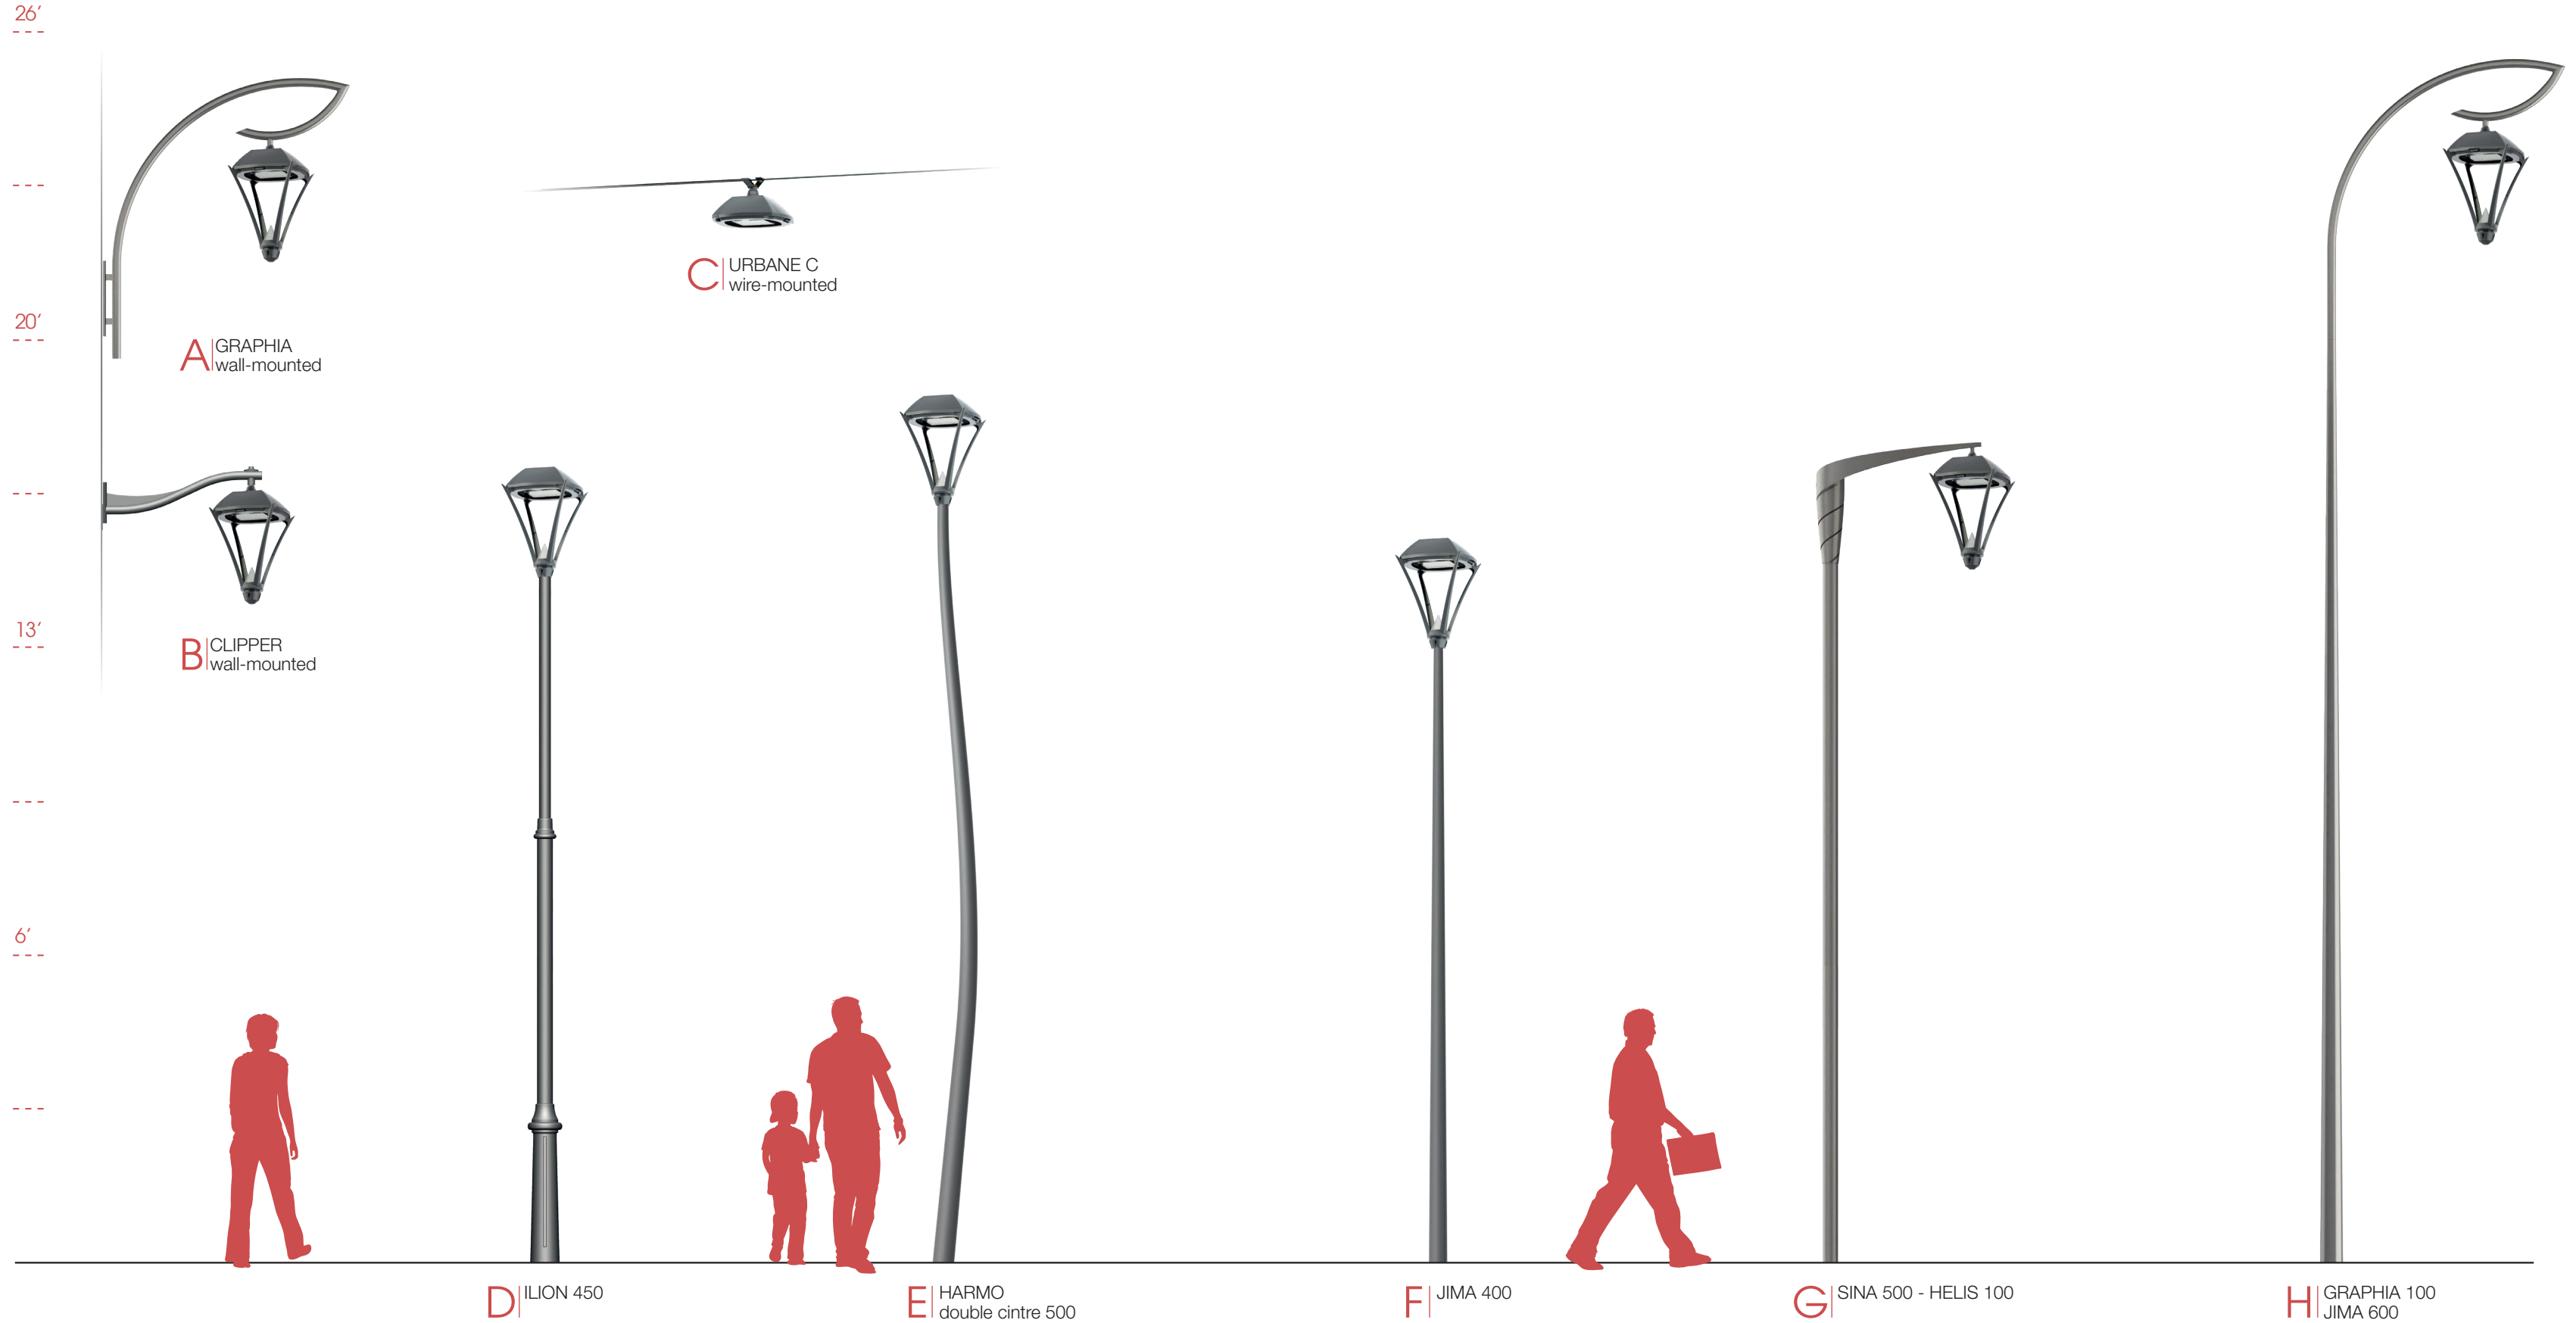 26'
20'
13'
6'
A GRAPHIA
wall-mounted
B CLIPPER
wall-mounted
C URBANE C
wire-mounted
D ILION 450
E HARMO
double cintre 500
F JIMA 400
G SINA 500 - HELIS 100
H GRAPHIA 100
JIMA 600